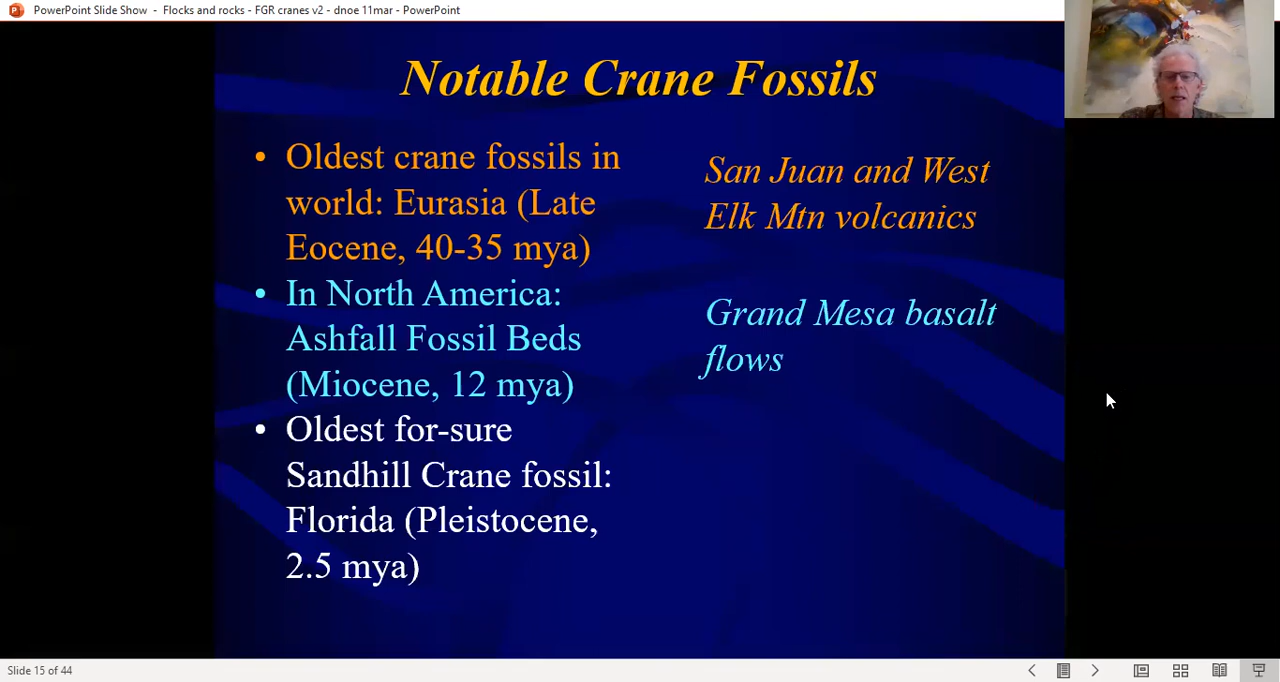 PowerPoint Slide Show - Flocks and rocks - FGR cranes v2 - dnoe 11mar - PowerPoint
Notable Crane Fossils
• Oldest crane fossils in
world: Eurasia (Late
Eocene, 40-35 mya)
• In North America:
Ashfall Fossil Beds
(Miocene, 12 mya)
• Oldest for-sure
Sandhill Crane fossil:
Florida (Pleistocene,
2.5 mya)
San Juan and West
Elk Mtn volcanics
Grand Mesa basalt
flows
Slide 15 of 44